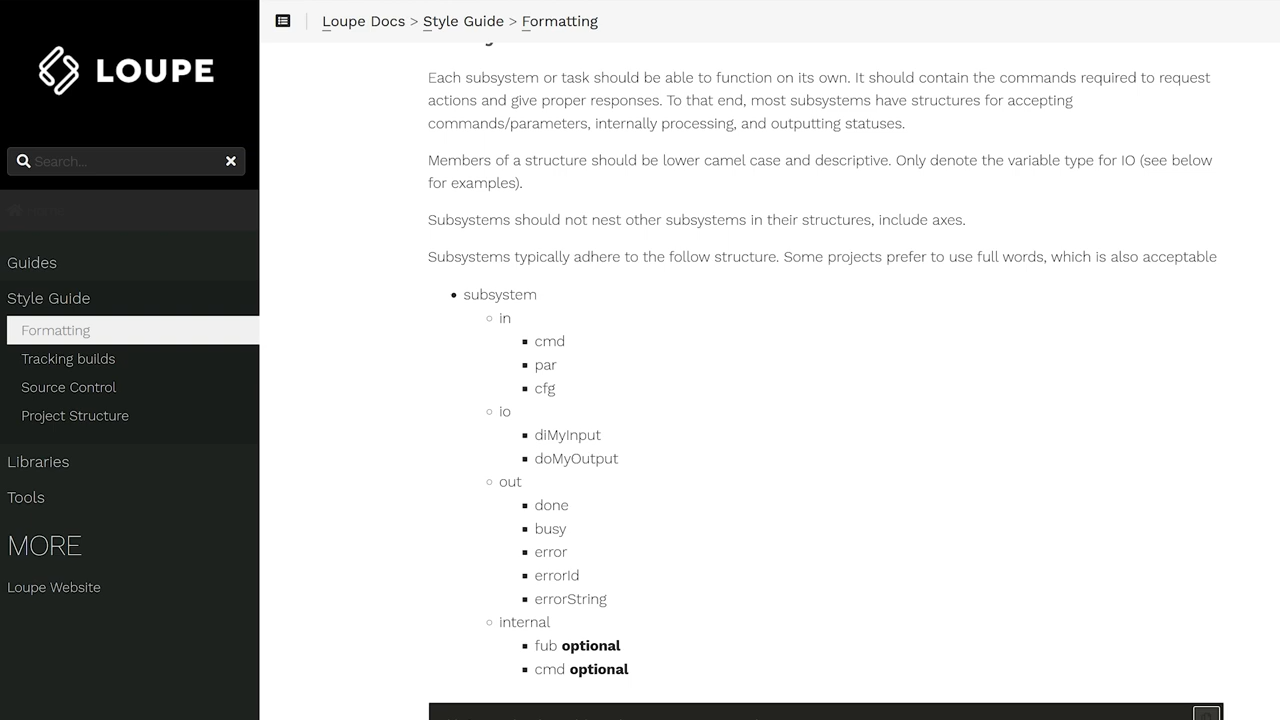 Loupe Docs > Style Guide > Formatting
LOUPE
Search...
Guides
Style Guide
Formatting
Tracking builds
Source Control
Project Structure
Libraries
Tools
MORE
Loupe Website
Each subsystem or task should be able to function on its own. It should contain the commands required to request
actions and give proper responses. To that end, most subsystems have structures for accepting
commands/parameters, internally processing, and outputting statuses.
Members of a structure should be lower camel case and descriptive. Only denote the variable type for IO (see below
for examples).
Subsystems should not nest other subsystems in their structures, include axes.
Subsystems typically adhere to the follow structure. Some projects prefer to use full words, which is also acceptable
subsystem
in
cmd
par
cfg
io
diMyInput
doMyOutput
out
done
busy
error
errorId
errorString
internal
fub optional
cmd optional